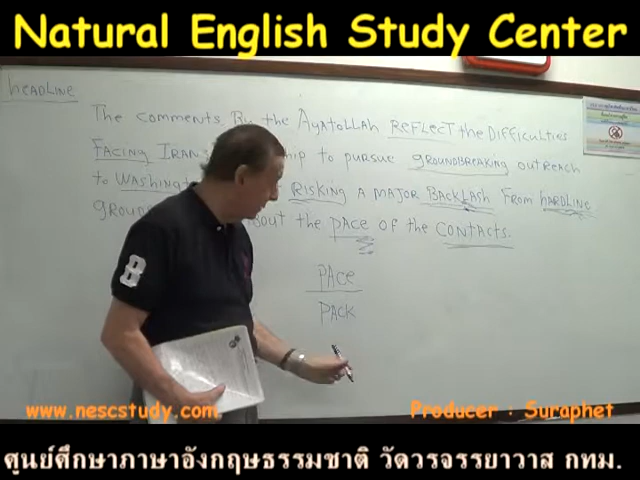 Natural English Study Center
headLine
The comments By the Ayatollah Reflect the Difficulties
Facing Iran ship to pursue groundbreaking outreach
to Washingt Risking a major Backlash From hardLine
ground bout the pace of the contacts.
Pace
Pack
8
www.nescstudy.com
Producer : Suraphet
ศูนย์ศึกษาภาษาอังกฤษธรรมชาติ วัดวรจรรยาวาส กทม.